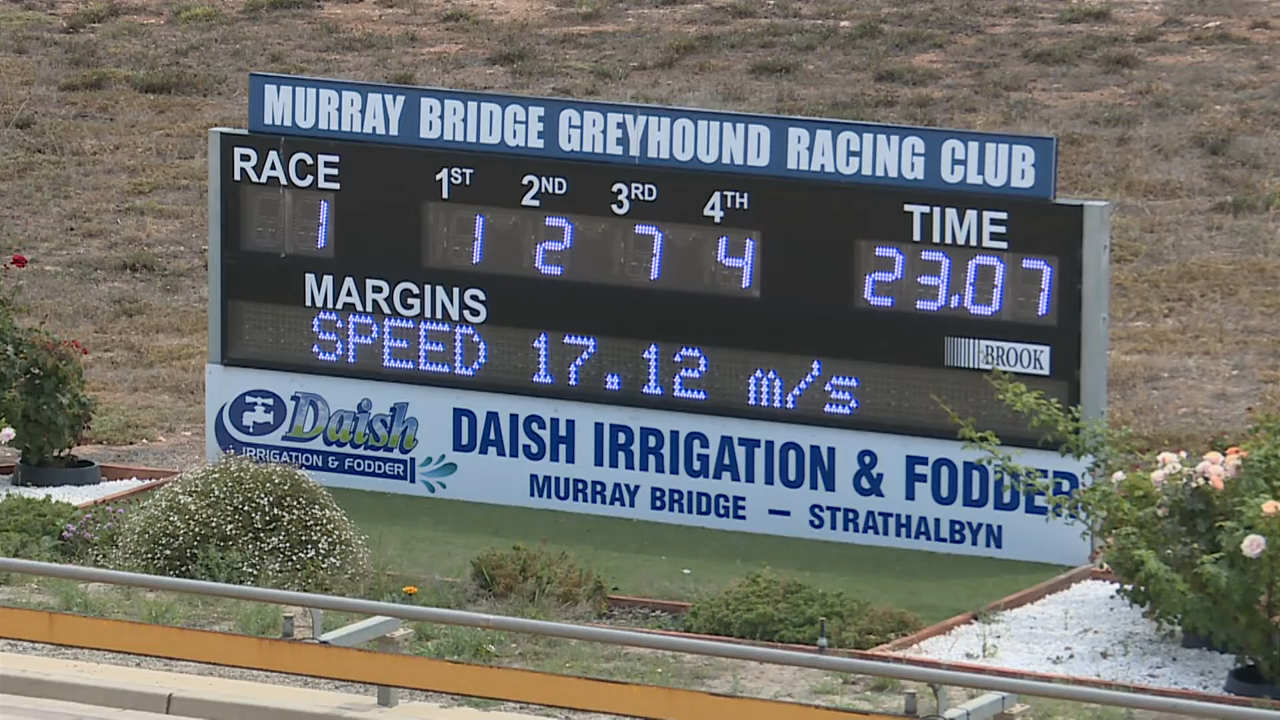 MURRAY BRIDGE GREYHOUND RACING CLUB
RACE 1ST 2ND 3RD 4TH TIME
1 1 2 7 4 23.07
MARGINS
SPEED 17.12 m/s
BROOK
Daish
IRRIGATION & FODDER
DAISH IRRIGATION & FODDER
MURRAY BRIDGE – STRATHALBYN